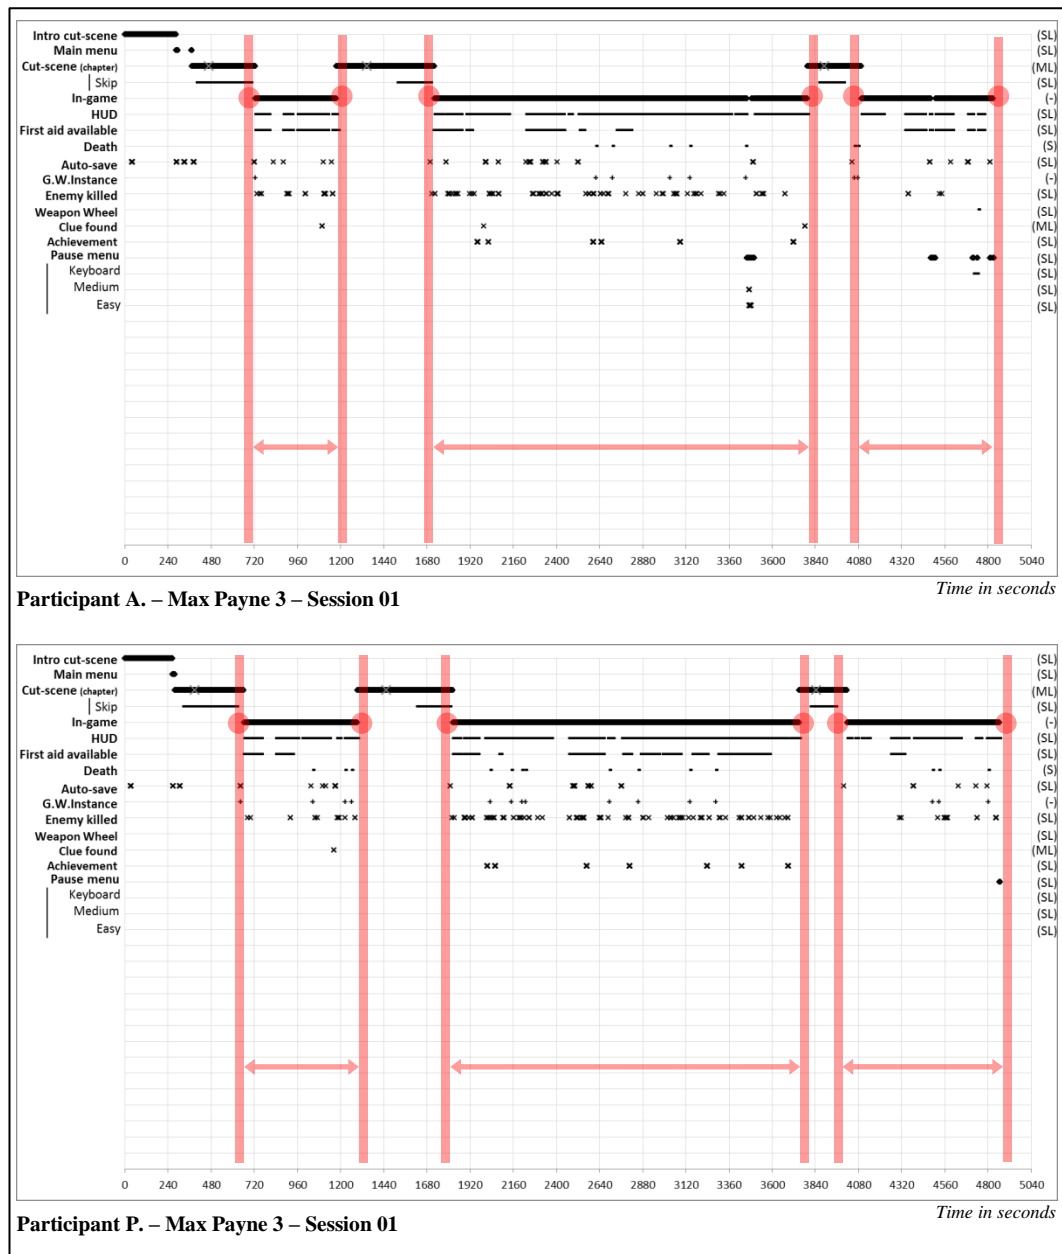 Intro cut-scene (SL)
Main menu (SL)
Cut-scene (chapter) (ML)
Skip (SL)
In-game (-)
HUD (SL)
First aid available (SL)
Death (S)
Auto-save (SL)
G.W.Instance (-)
Enemy killed (SL)
Weapon Wheel (SL)
Clue found (ML)
Achievement (SL)
Pause menu (SL)
Keyboard (SL)
Medium (SL)
Easy (SL)
0 240 480 720 960 1200 1440 1680 1920 2160 2400 2640 2880 3120 3360 3600 3840 4080 4320 4560 4800 5040
Time in seconds
Participant A. – Max Payne 3 – Session 01
Intro cut-scene (SL)
Main menu (SL)
Cut-scene (chapter) (ML)
Skip (SL)
In-game (-)
HUD (SL)
First aid available (SL)
Death (S)
Auto-save (SL)
G.W.Instance (-)
Enemy killed (SL)
Weapon Wheel (SL)
Clue found (ML)
Achievement (SL)
Pause menu (SL)
Keyboard (SL)
Medium (SL)
Easy (SL)
0 240 480 720 960 1200 1440 1680 1920 2160 2400 2640 2880 3120 3360 3600 3840 4080 4320 4560 4800 5040
Time in seconds
Participant P. – Max Payne 3 – Session 01